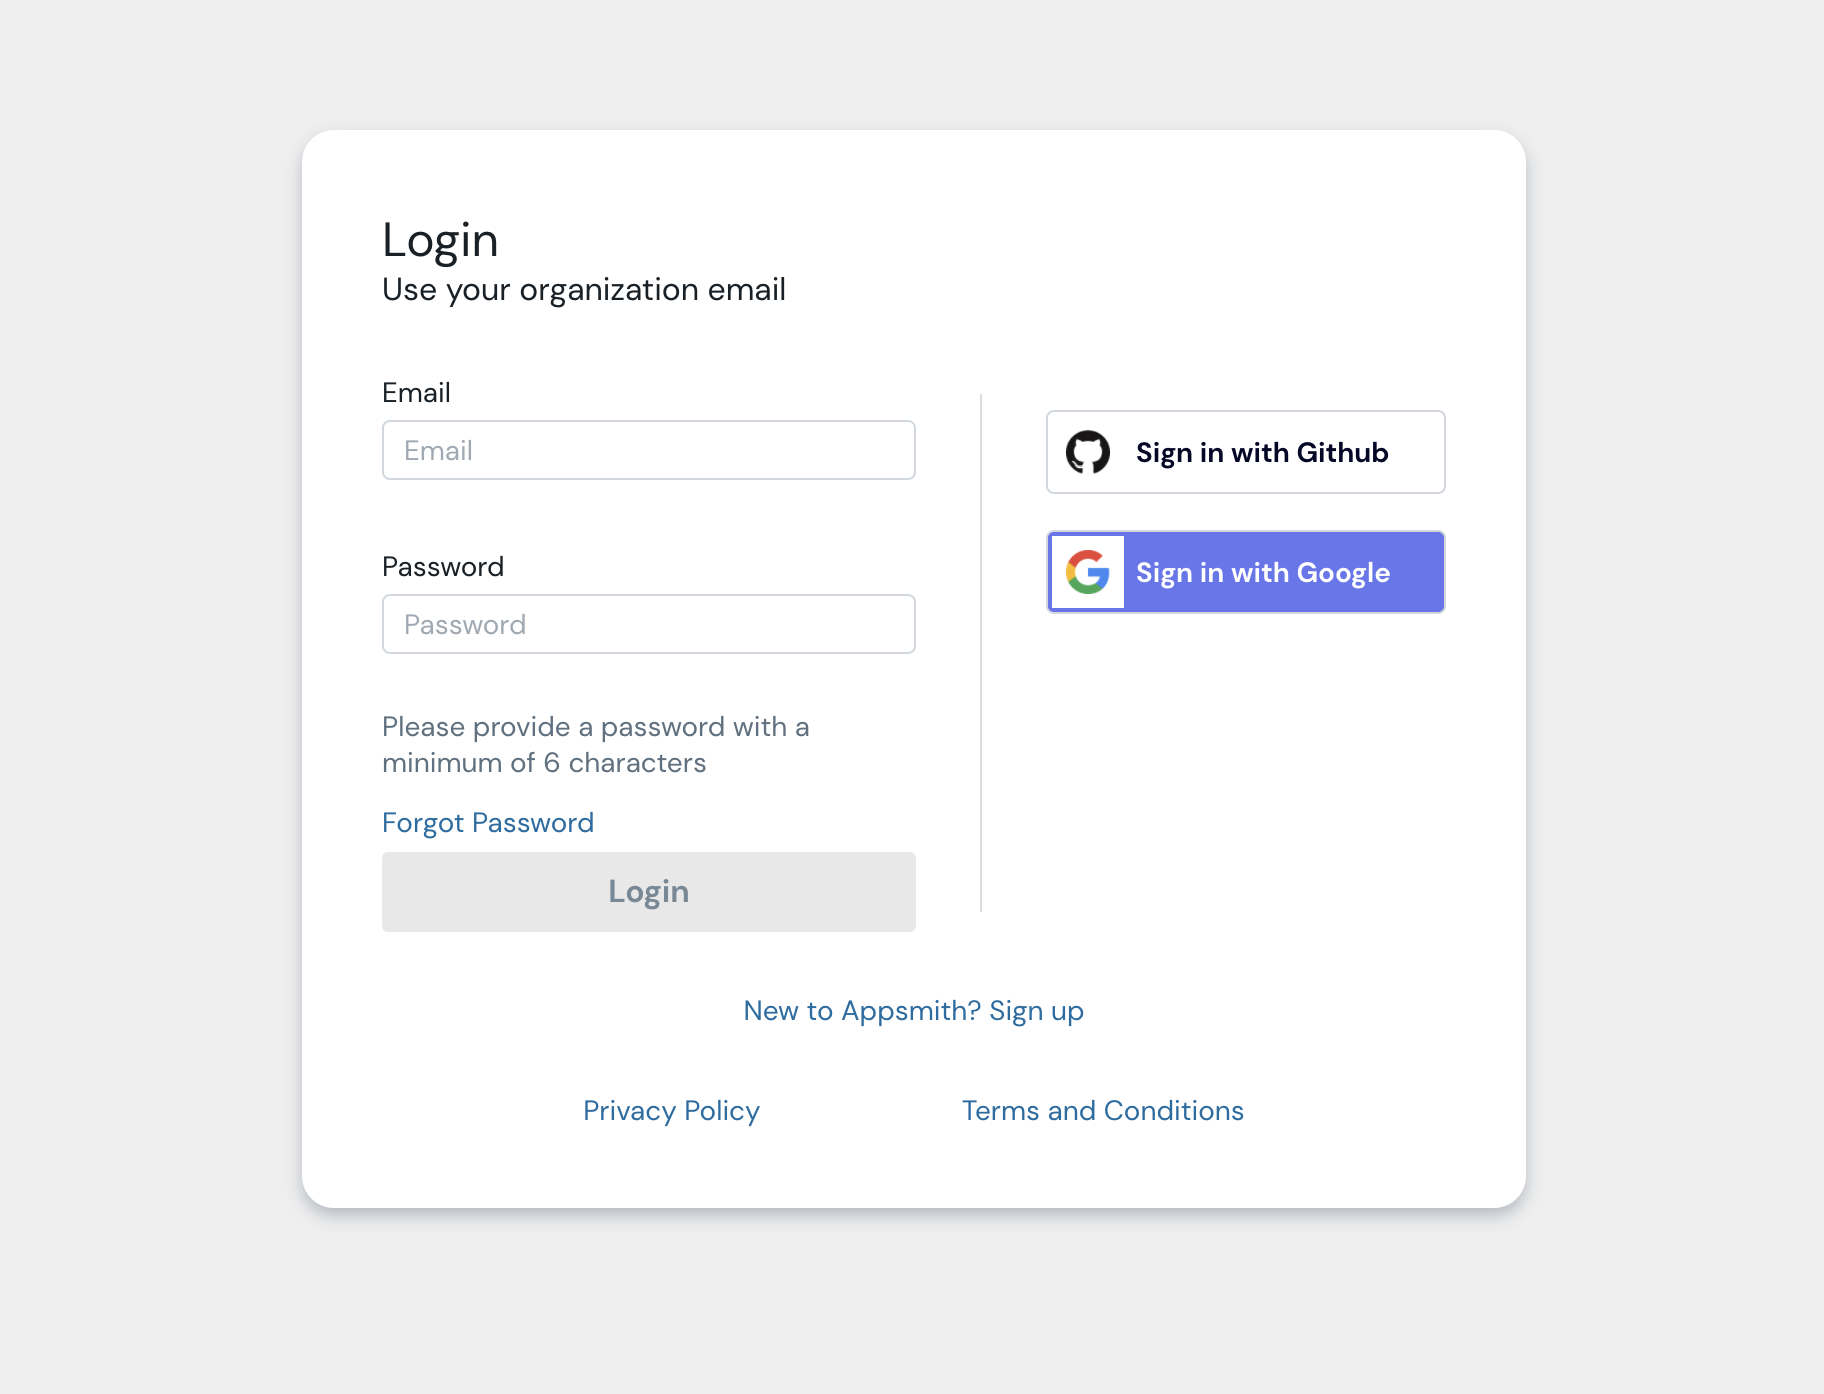 Login
Use your organization email
Email
Email
Password
Password
Please provide a password with a
minimum of 6 characters
Forgot Password
Login
Sign in with Github
Sign in with Google
New to Appsmith? Sign up
Privacy Policy
Terms and Conditions